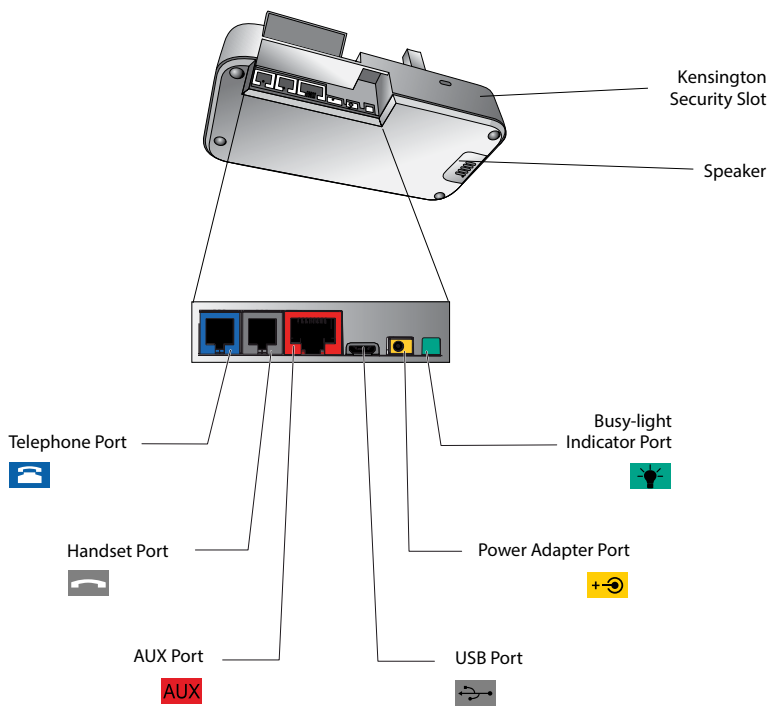 Kensington
Security Slot
Speaker
Telephone Port
Busy-light
Indicator Port
Handset Port
Power Adapter Port
AUX Port
AUX
USB Port